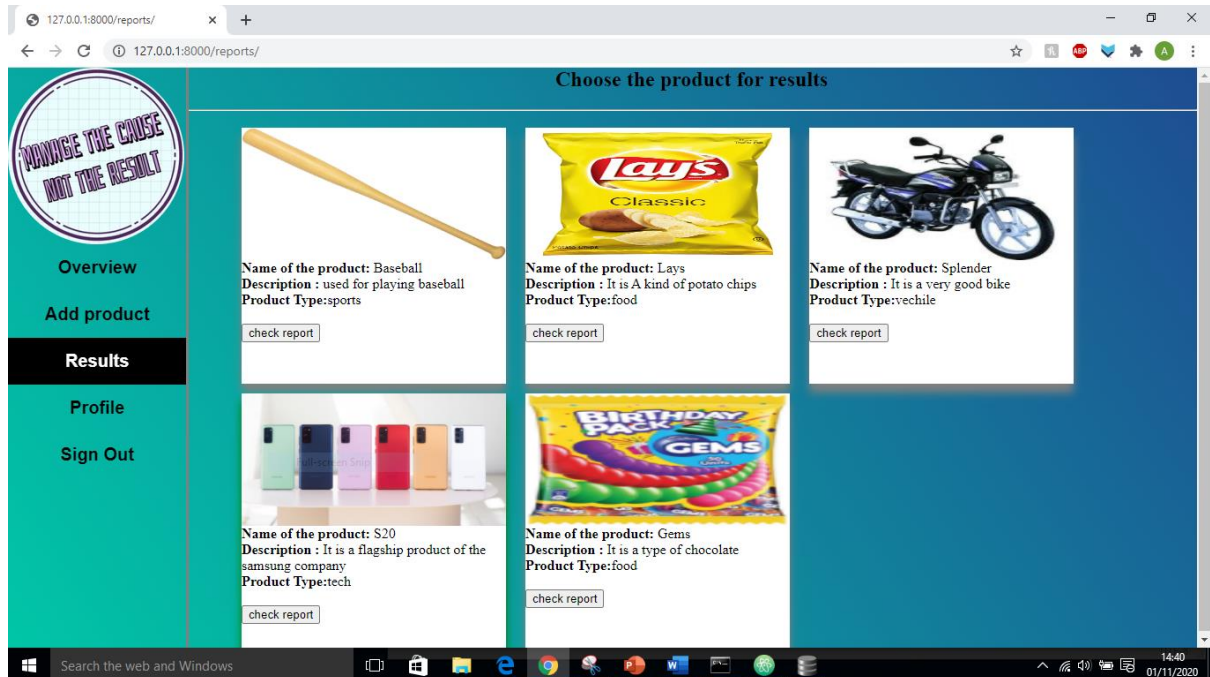 127.0.0.1:8000/reports/
127.0.0.1:8000/reports/
ABP
A
Choose the product for results
MANAGE THE CAUSE
NOT THE RESULT
Overview
Add product
Results
Profile
Sign Out
Lay's
Classic
Name of the product: Baseball
Description : used for playing baseball
Product Type:sports
check report
Name of the product: Lays
Description : It is A kind of potato chips
Product Type:food
check report
Name of the product: Splender
Description : It is a very good bike
Product Type:vechile
check report
Full-screen Snip
Name of the product: S20
Description : It is a flagship product of the
samsung company
Product Type:tech
check report
BIRTHDAY
PACK
GEMS
Name of the product: Gems
Description : It is a type of chocolate
Product Type:food
check report
Search the web and Windows
14:40
01/11/2020